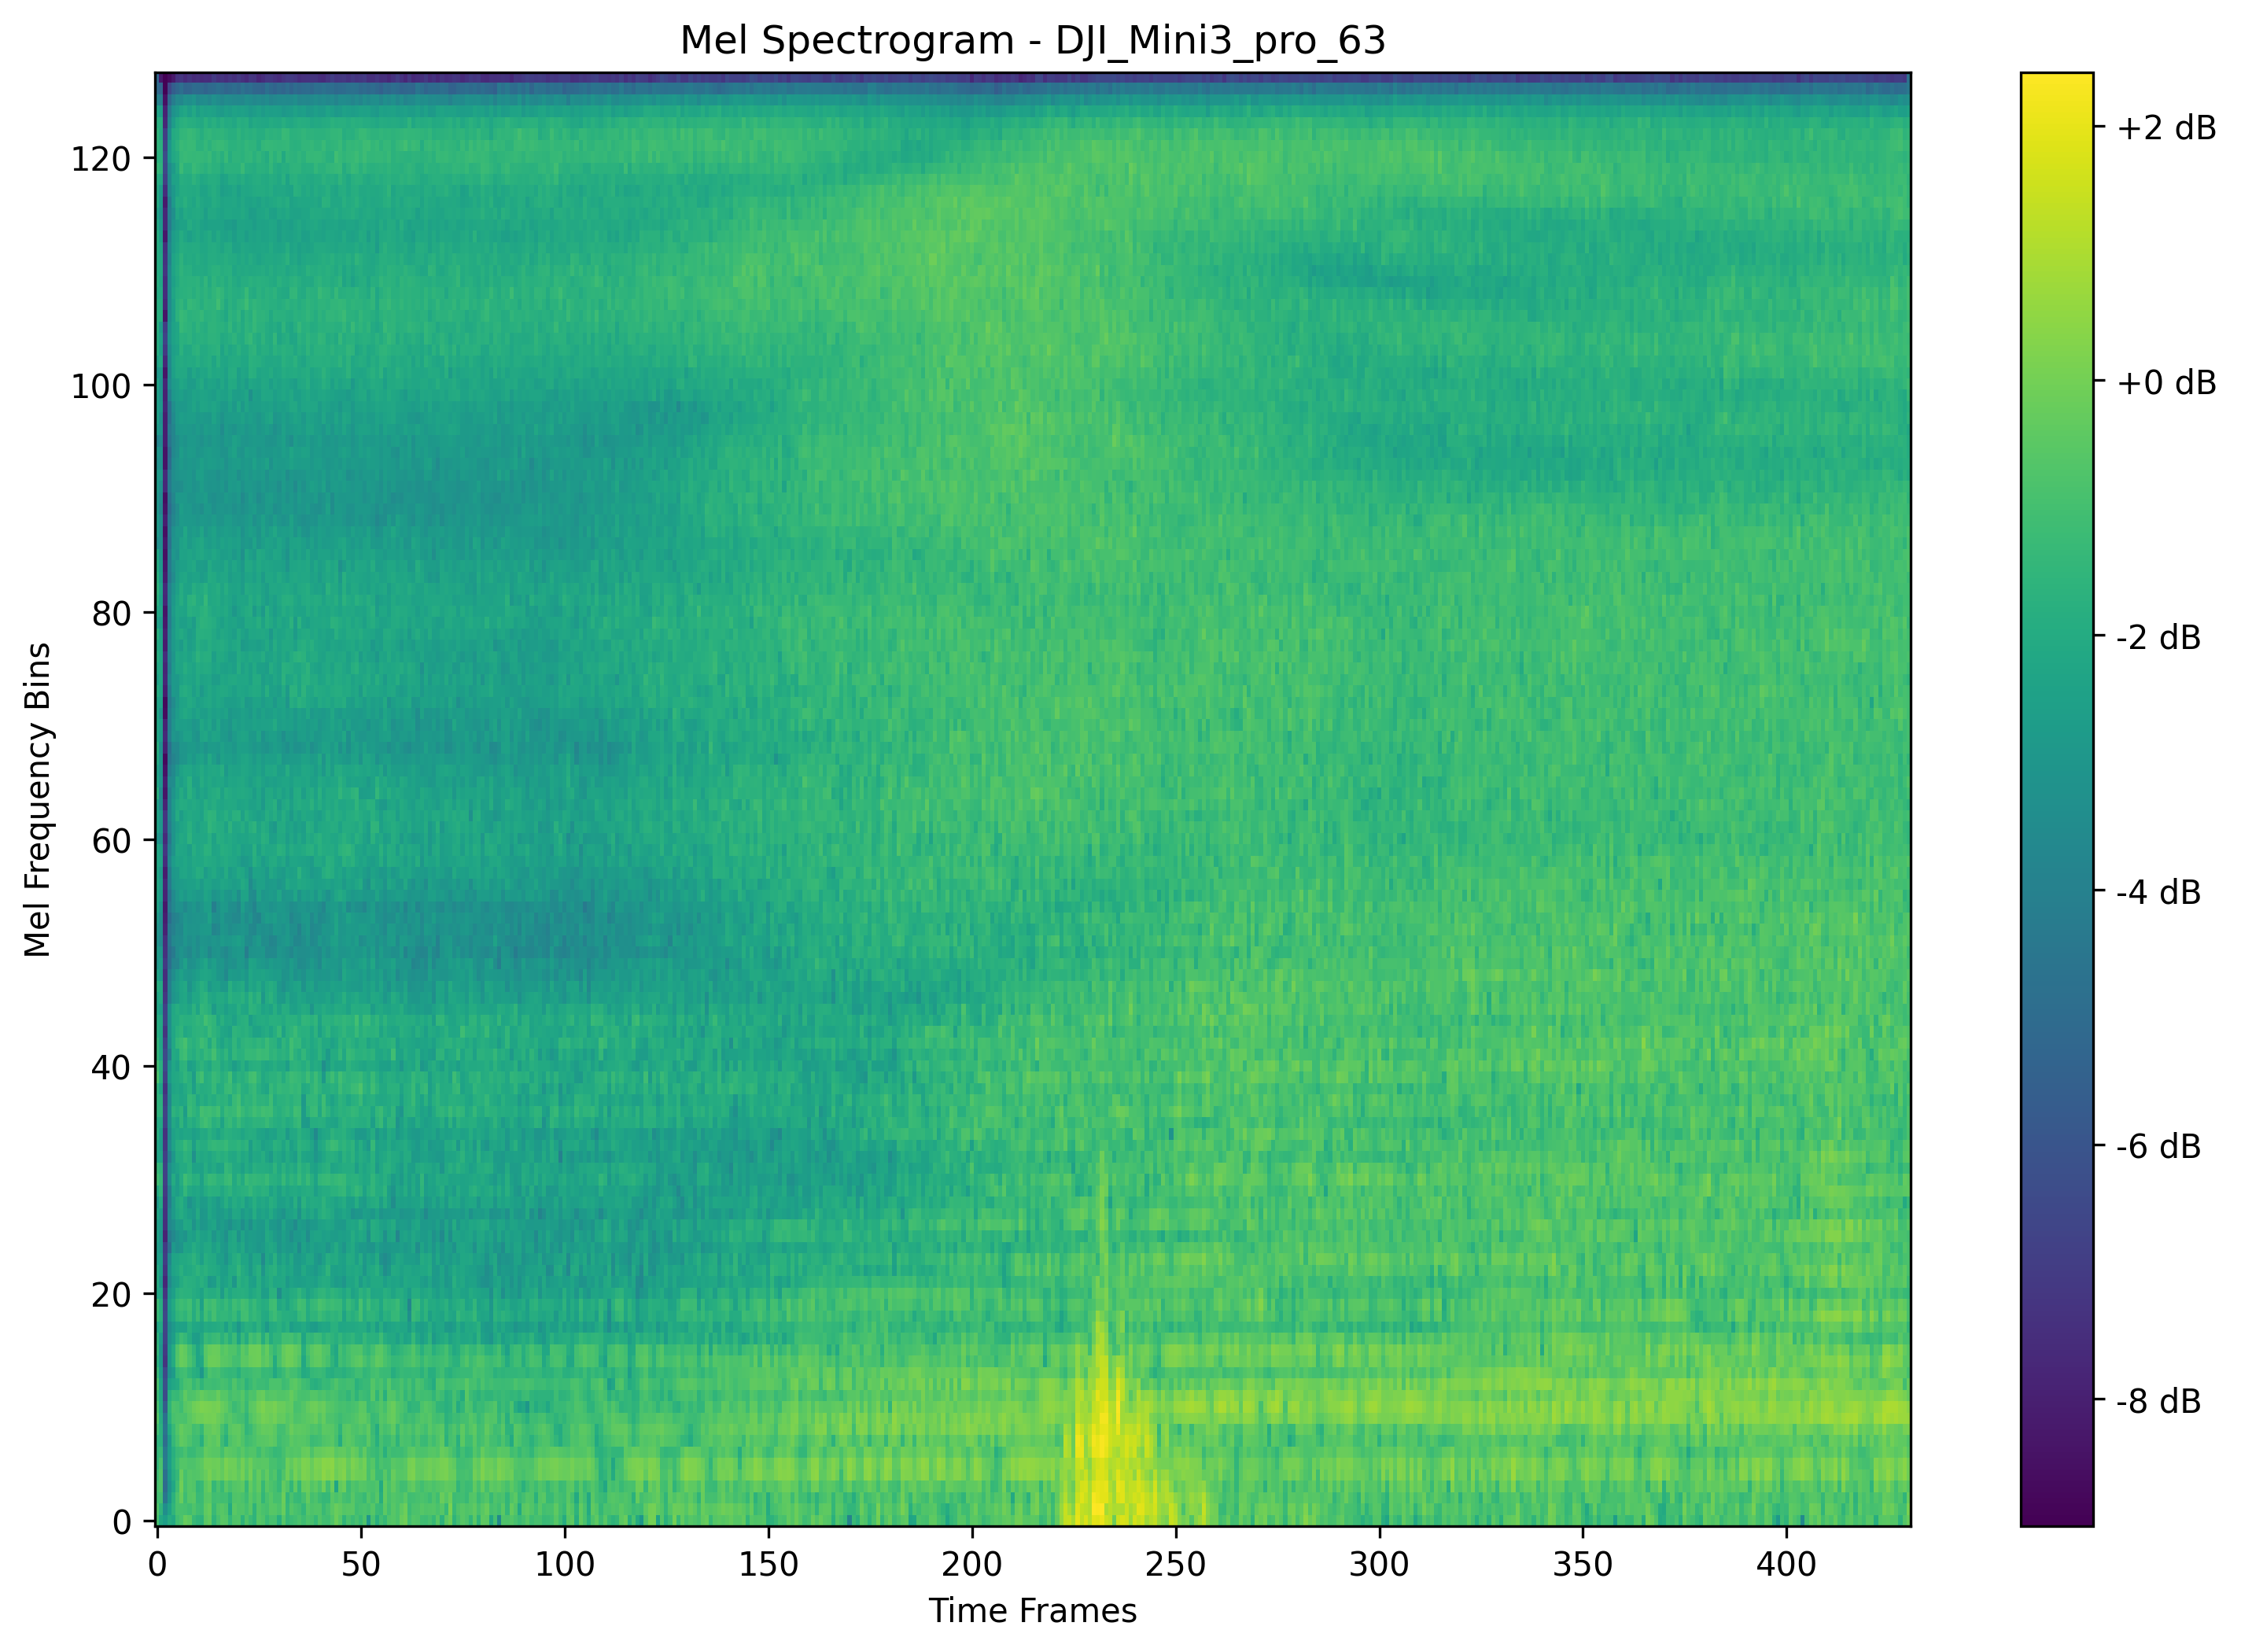 Mel Spectrogram - DJI_Mini3_pro_63
Mel Frequency Bins
120
100
80
60
40
20
0
0 50 100 150 200 250 300 350 400
Time Frames
+2 dB
+0 dB
-2 dB
-4 dB
-6 dB
-8 dB